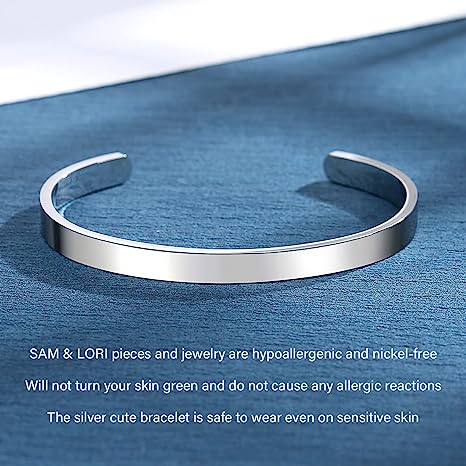 SAM & LORI pieces and jewelry are hypoallergenic and nickel-free
Will not turn your skin green and do not cause any allergic reactions
The silver cute bracelet is safe to wear even on sensitive skin